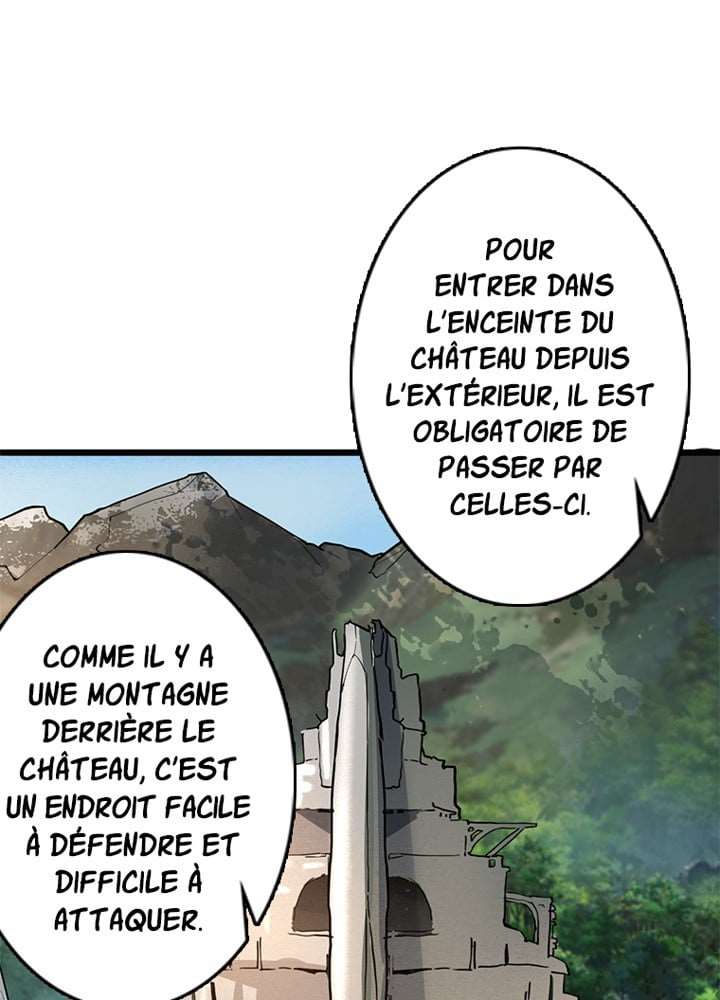 POUR
ENTRER DANS
L'ENCEINTE DU
CHÂTEAU DEPUIS
L'EXTÉRIEUR, IL EST
OBLIGATOIRE DE
PASSER PAR
CELLES-CI.
COMME IL Y A
UNE MONTAGNE
DERRIÈRE LE
CHÂTEAU, C'EST
UN ENDROIT FACILE
À DÉFENDRE ET
DIFFICILE À
ATTAQUER.